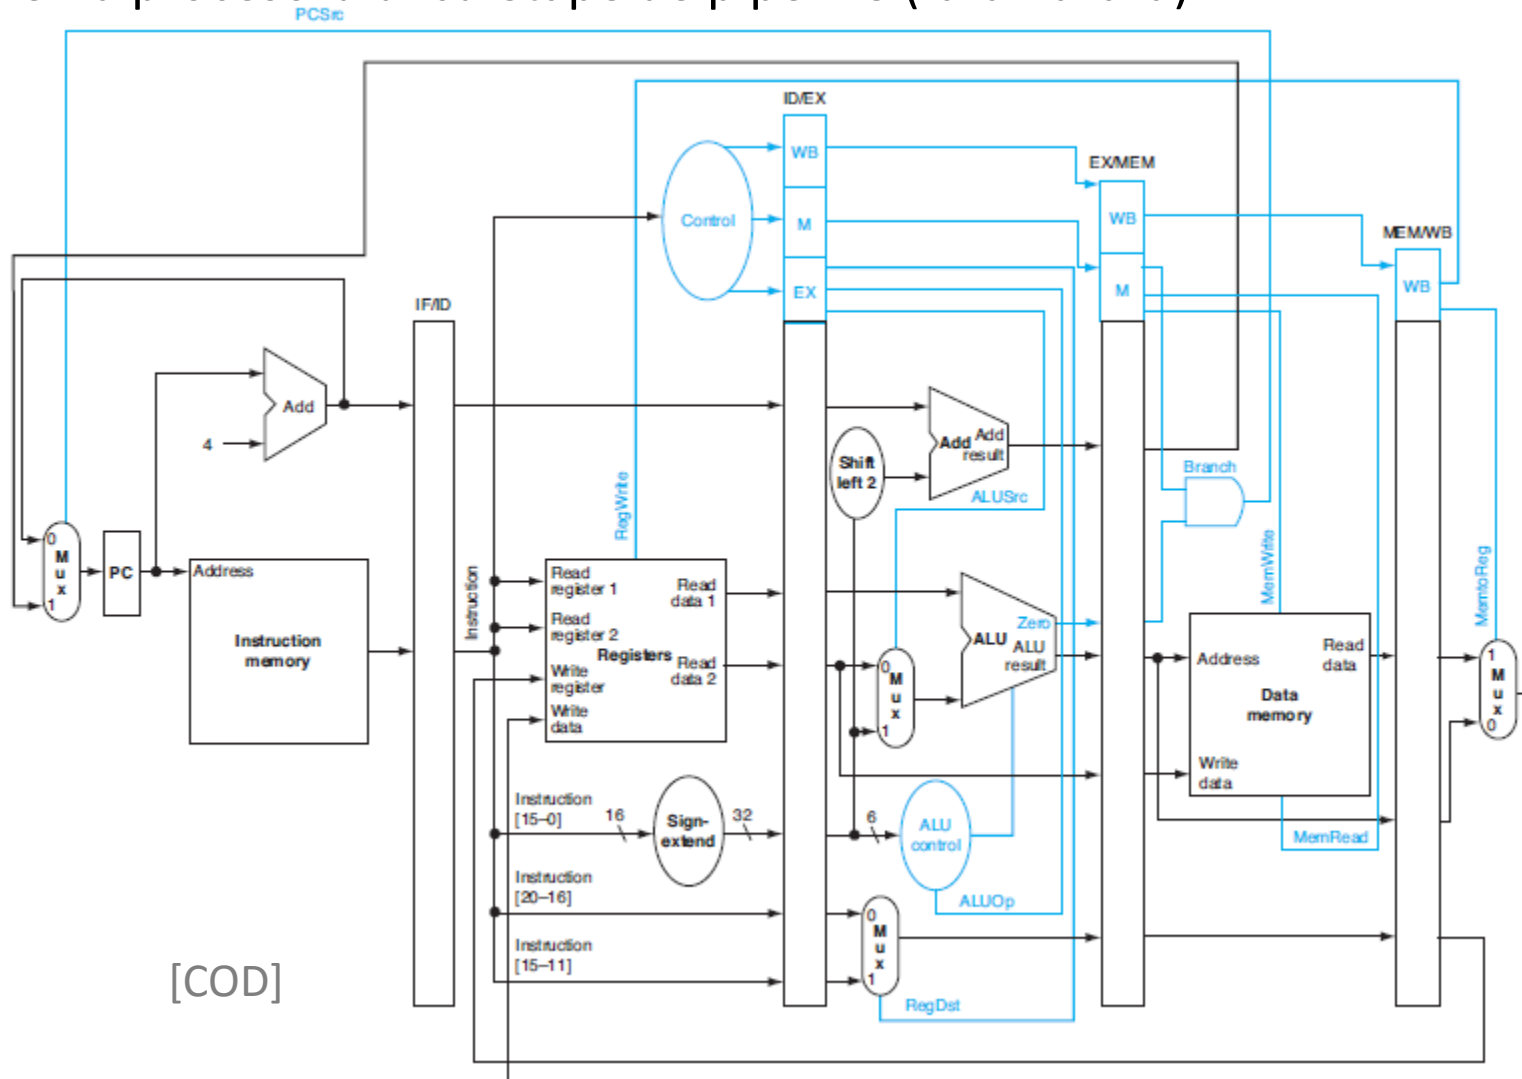 PCSrc
ID/EX
WB
EX/MEM
Control
M
WB
MEM/WB
EX
M
WB
IF/ID
Add
4
Shift
left 2
Add
Add
result
Branch
ALUSrc
RegWrite
MemWrite
MemtoReg
0
M
u
x
1
PC
Address
Instruction
memory
Instruction
Read
register 1
Read
data 1
Read
register 2
Registers
Read
data 2
Write
register
Write
data
0
M
u
x
1
Zero
ALU
ALU
result
Address
Read
data
Data
memory
Write
data
1
M
u
x
0
Instruction
[15–0]
16
Sign-
extend
32
6
ALU
control
MemRead
Instruction
[20–16]
ALUOp
0
M
u
x
1
Instruction
[15–11]
RegDst
[COD]